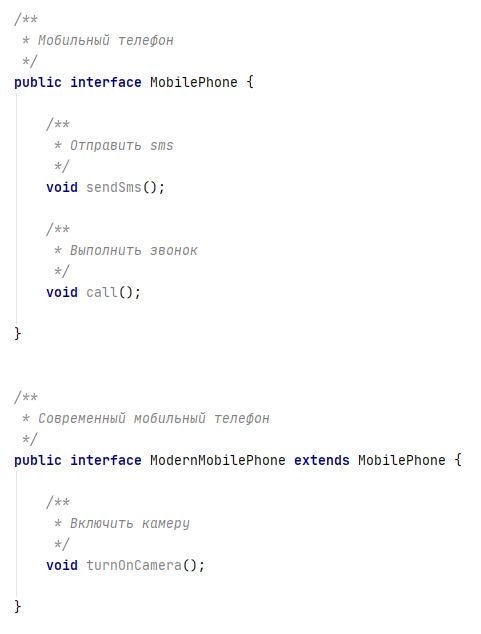 /**
 * Мобильный телефон
 */
public interface MobilePhone {
    /**
     * Отправить sms
     */
    void sendSms();
    /**
     * Выполнить звонок
     */
    void call();
}
/**
 * Современный мобильный телефон
 */
public interface ModernMobilePhone extends MobilePhone {
    /**
     * Включить камеру
     */
    void turnOnCamera();
}